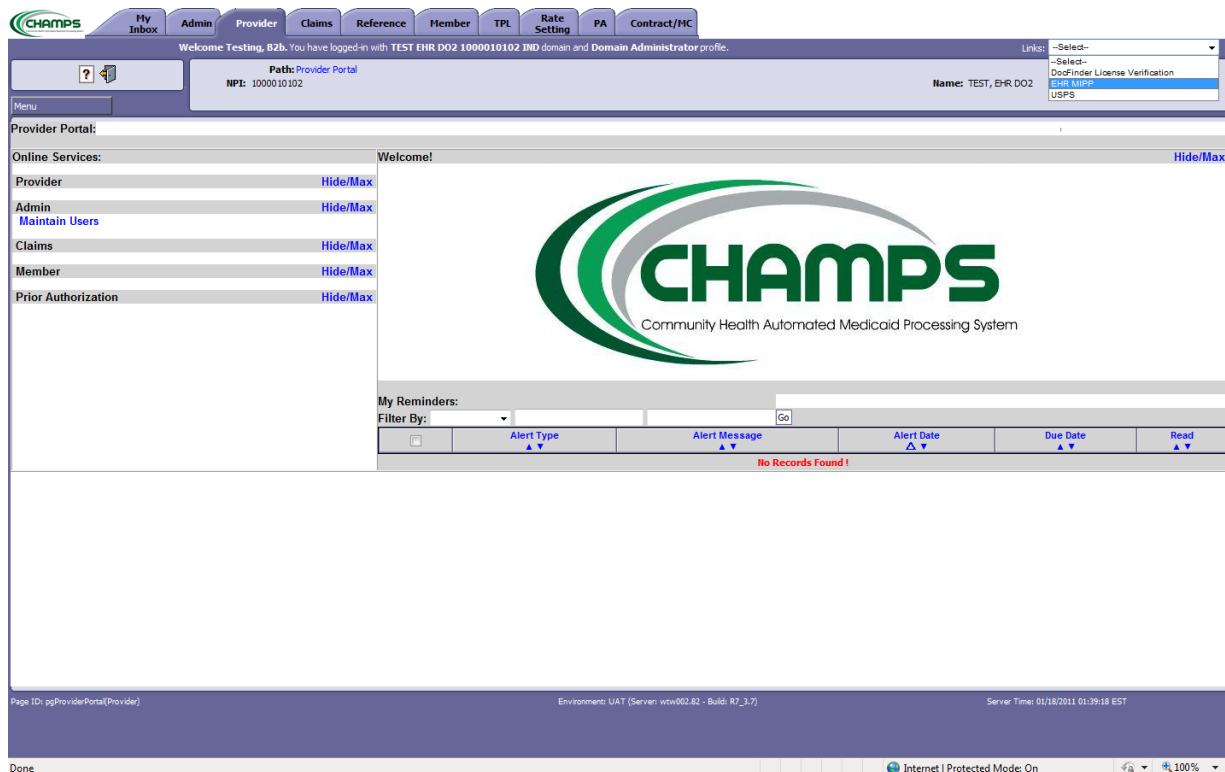 CHAMPS
My Inbox Admin Provider Claims Reference Member TPL Rate Setting PA Contract/MC
Welcome Testing, B2b. You have logged-in with TEST EHR DO2 1000010102 IND domain and Domain Administrator profile. Links: --Select--
--Select--
DocFinder License Verification
EHR MIPP
USPS
? Path: Provider Portal
NPI: 1000010102 Name: TEST, EHR DO2
Menu
Provider Portal:
Online Services: Welcome! Hide/Max
Provider Hide/Max
Admin Hide/Max
Maintain Users
Claims Hide/Max
Member Hide/Max
Prior Authorization Hide/Max
CHAMPS
Community Health Automated Medicaid Processing System
My Reminders:
Filter By: Go
Alert Type Alert Message Alert Date Due Date Read
No Records Found !
Page ID: pgProviderPortal(Provider) Environment: UAT (Server: wtw002.82 - Build: R7_3.7) Server Time: 01/18/2011 01:39:18 EST
Done Internet | Protected Mode: On 100%